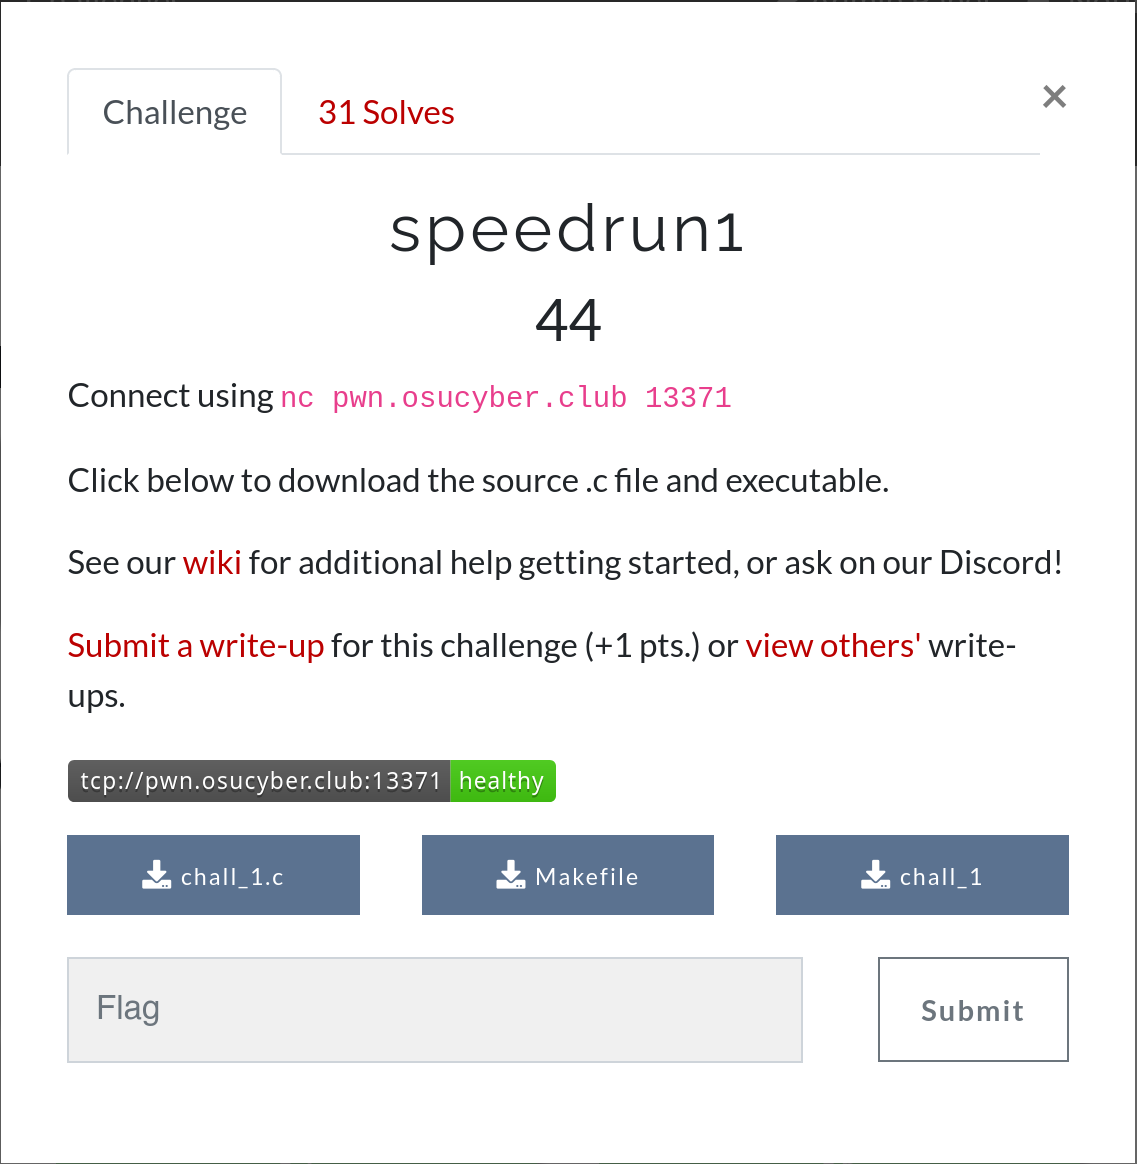 Challenge
31 Solves
×
speedrun1
44
Connect using nc pwn.osucyber.club 13371
Click below to download the source .c file and executable.
See our wiki for additional help getting started, or ask on our Discord!
Submit a write-up for this challenge (+1 pts.) or view others' write-
ups.
tcp://pwn.osucyber.club:13371 healthy
chall_1.c
Makefile
chall_1
Flag
Submit